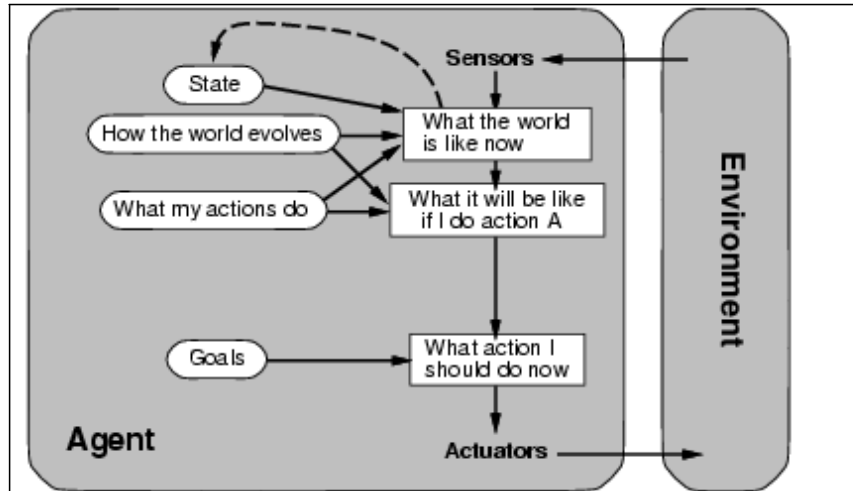 Sensors
State
What the world
is like now
How the world evolves
What it will be like
if I do action A
What my actions do
Environment
Goals
What action I
should do now
Agent
Actuators